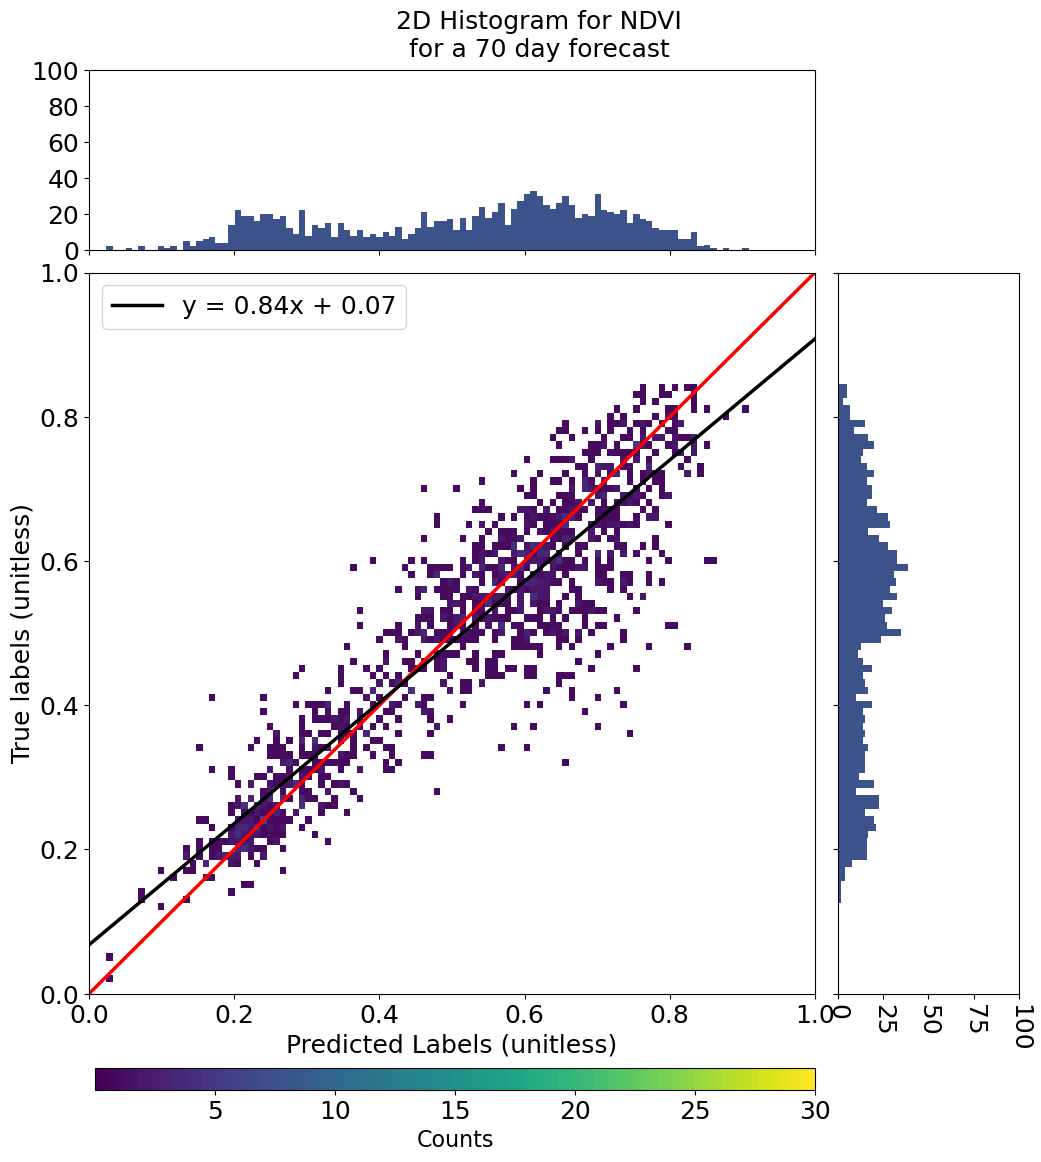 2D Histogram for NDVI
for a 70 day forecast
100
80
60
40
20
0
1.0
0.8
0.6
0.4
0.2
0.0
True labels (unitless)
y = 0.84x + 0.07
0.0 0.2 0.4 0.6 0.8 1.0
Predicted Labels (unitless)
0 25 50 75 100
5 10 15 20 25 30
Counts